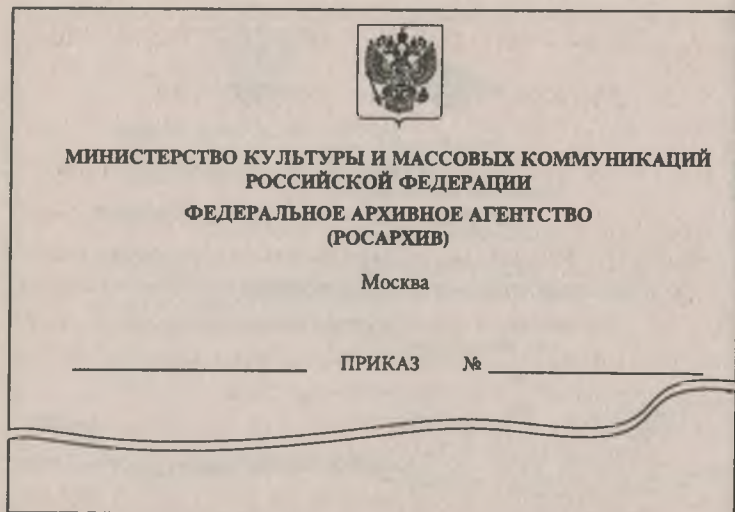 МИНИСТЕРСТВО КУЛЬТУРЫ И МАССОВЫХ КОММУНИКАЦИЙ
РОССИЙСКОЙ ФЕДЕРАЦИИ
ФЕДЕРАЛЬНОЕ АРХИВНОЕ АГЕНТСТВО
(РОСАРХИВ)
Москва
ПРИКАЗ №